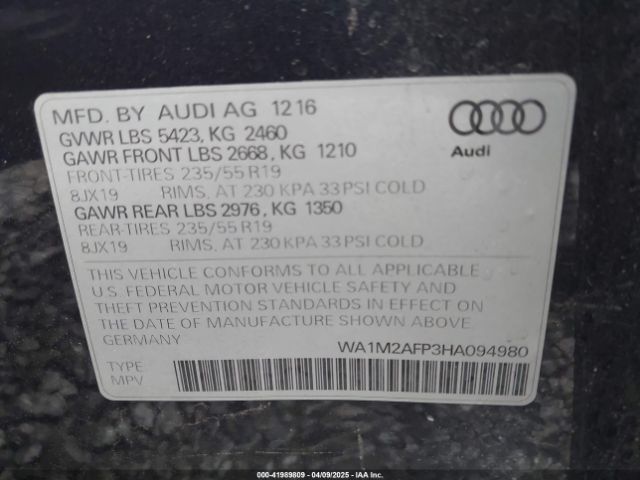 MFD. BY AUDI AG 12 16
GVWR LBS 5423, KG 2460
GAWR FRONT LBS 2668, KG 1210
FRONT-TIRES 235/55 R19
8JX19 RIMS, AT 230 KPA 33 PSI COLD
GAWR REAR LBS 2976, KG 1350
REAR-TIRES 235/55 R19
8JX19 RIMS, AT 230 KPA 33 PSI COLD
Audi
THIS VEHICLE CONFORMS TO ALL APPLICABLE
U.S. FEDERAL MOTOR VEHICLE SAFETY AND
THEFT PREVENTION STANDARDS IN EFFECT ON
THE DATE OF MANUFACTURE SHOWN ABOVE.
GERMANY
WA1M2AFP3HA094980
TYPE
MPV
000-41989809 - 04/09/2025 - IAA Inc.